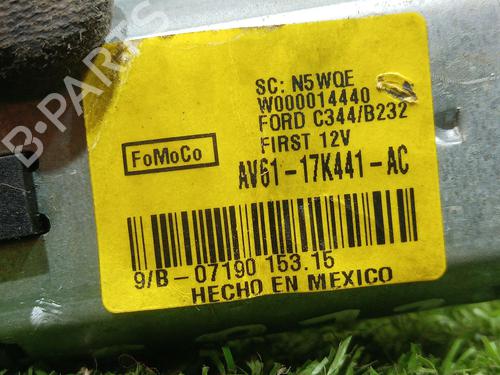 SC: N5WQE
W000014440
FORD C344/B232
FIRST 12V
FoMoCo
AV61-17K441-AC
9/B-07190 153.15
HECHO EN MEXICO
B-PARTS